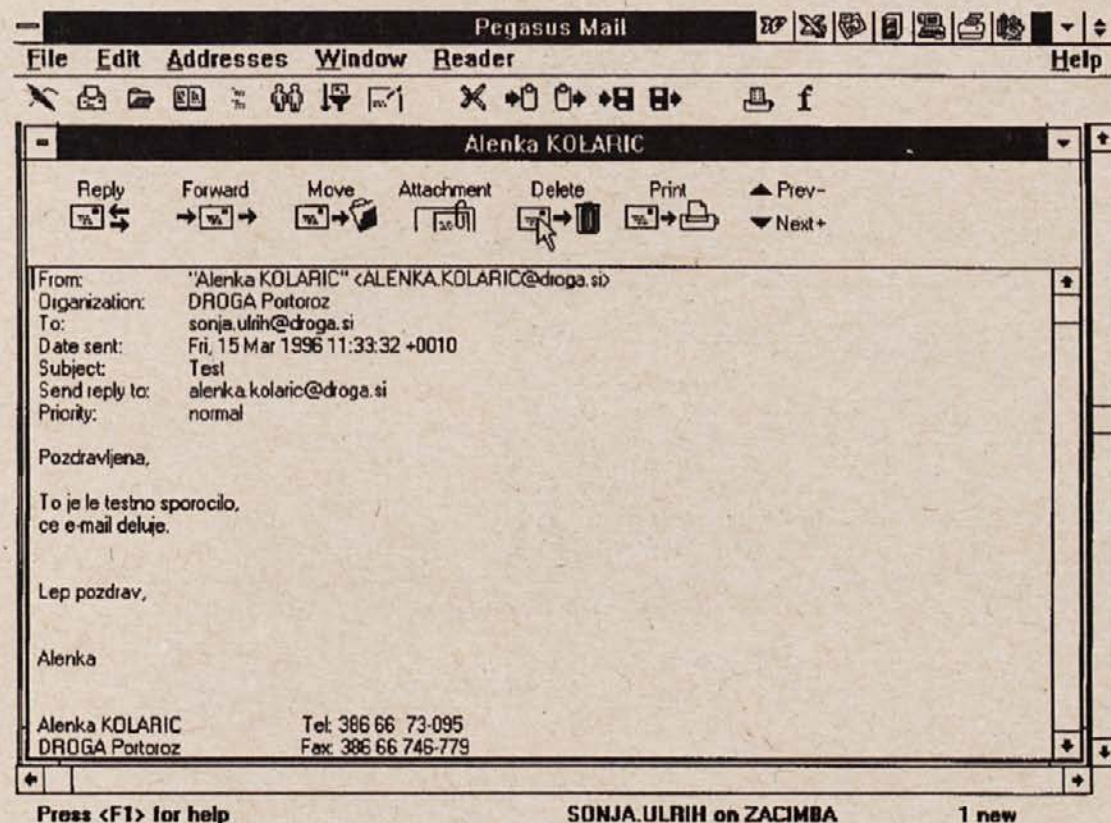 Pegasus Mail
File Edit Addresses Window Reader Help
Alenka KOLARIC
Reply Forward Move Attachment Delete Print Prev-
Next+
From: "Alenka KOLARIC" <ALENKA.KOLARIC@droga.si>
Organization: DROGA Portoroz
To: sonja.ulrih@droga.si
Date sent: Fri, 15 Mar 1996 11:33:32 +0010
Subject: Test
Send reply to: alenka.kolaric@droga.si
Priority: normal
Pozdravljena,
To je le testno sporocilo,
ce e-mail deluje.
Lep pozdrav,
Alenka
Alenka KOLARIC Tel: 386 66 73-095
DROGA Portoroz Fax: 386 66 746-779
Press <F1> for help SONJA.ULRIH on ZACIMBA 1 new